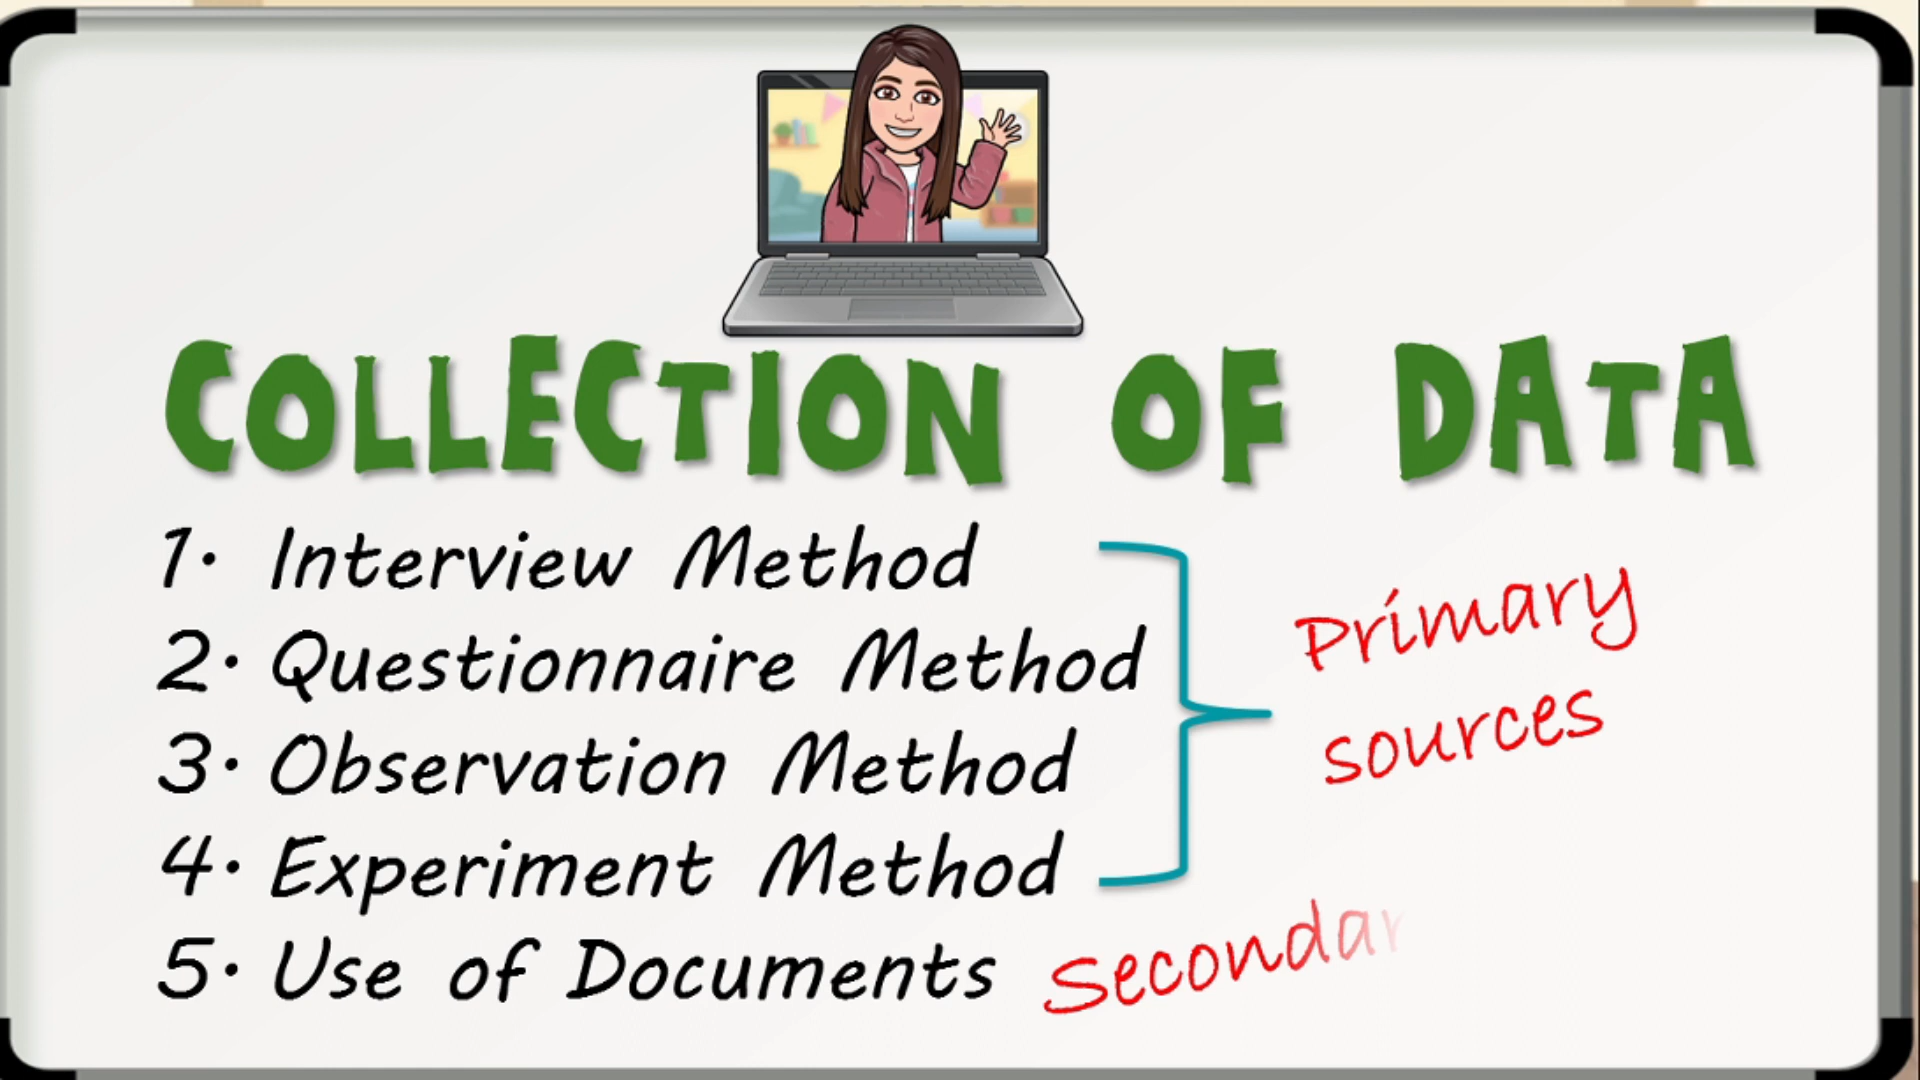 COLLECTION OF DATA
1. Interview Method
2. Questionnaire Method
3. Observation Method
4. Experiment Method
5. Use of Documents
Primary
sources